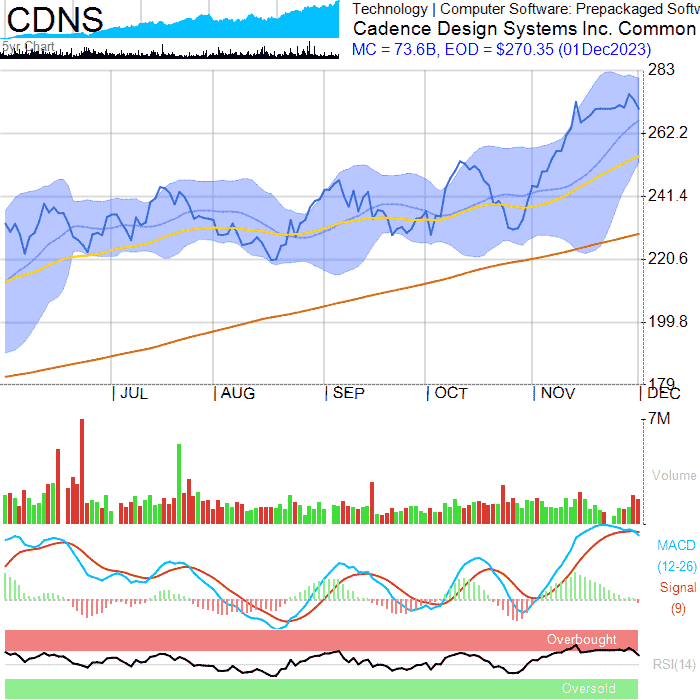 CDNS
5yr Chart
Technology | Computer Software: Prepackaged Softw
Cadence Design Systems Inc. Common
MC = 73.6B, EOD = $270.35 (01Dec2023)
283
262.2
241.4
220.6
199.8
179
JUL AUG SEP OCT NOV DEC
7M
Volume
MACD
(12-26)
Signal
(9)
Overbought
RSI(14)
Oversold